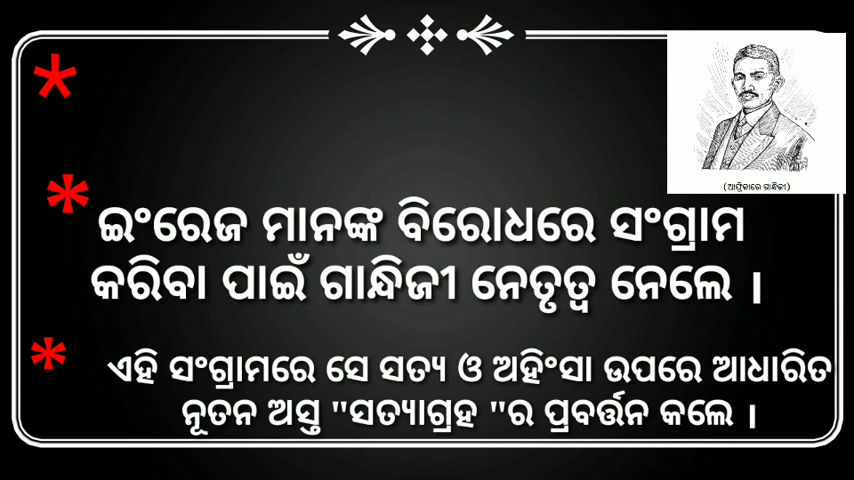 (ଆଫ୍ରିକାରେ ଗାନ୍ଧିଜୀ)
* ଇଂରେଜ ମାନଙ୍କ ବିରୋଧରେ ସଂଗ୍ରାମ
କରିବା ପାଇଁ ଗାନ୍ଧିଜୀ ନେତୃତ୍ୱ ନେଲେ ।
* ଏହି ସଂଗ୍ରାମରେ ସେ ସତ୍ୟ ଓ ଅହିଂସା ଉପରେ ଆଧାରିତ
ନୂତନ ଅସ୍ତ୍ର "ସତ୍ୟାଗ୍ରହ "ର ପ୍ରବର୍ତ୍ତନ କଲେ ।